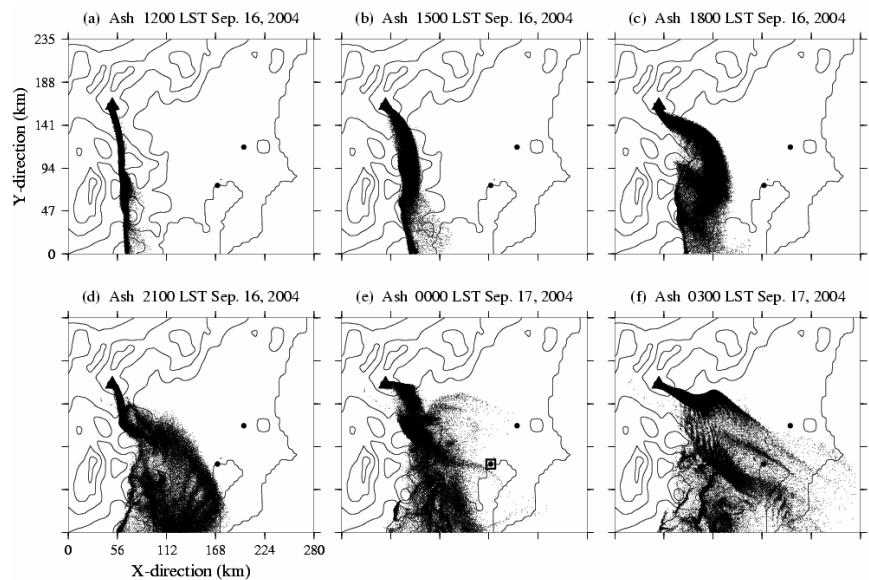 (a) Ash 1200 LST Sep. 16, 2004
(b) Ash 1500 LST Sep. 16, 2004
(c) Ash 1800 LST Sep. 16, 2004
235
188
141
94
47
0
Y-direction (km)
(d) Ash 2100 LST Sep. 16, 2004
(e) Ash 0000 LST Sep. 17, 2004
(f) Ash 0300 LST Sep. 17, 2004
0 56 112 168 224 280
X-direction (km)